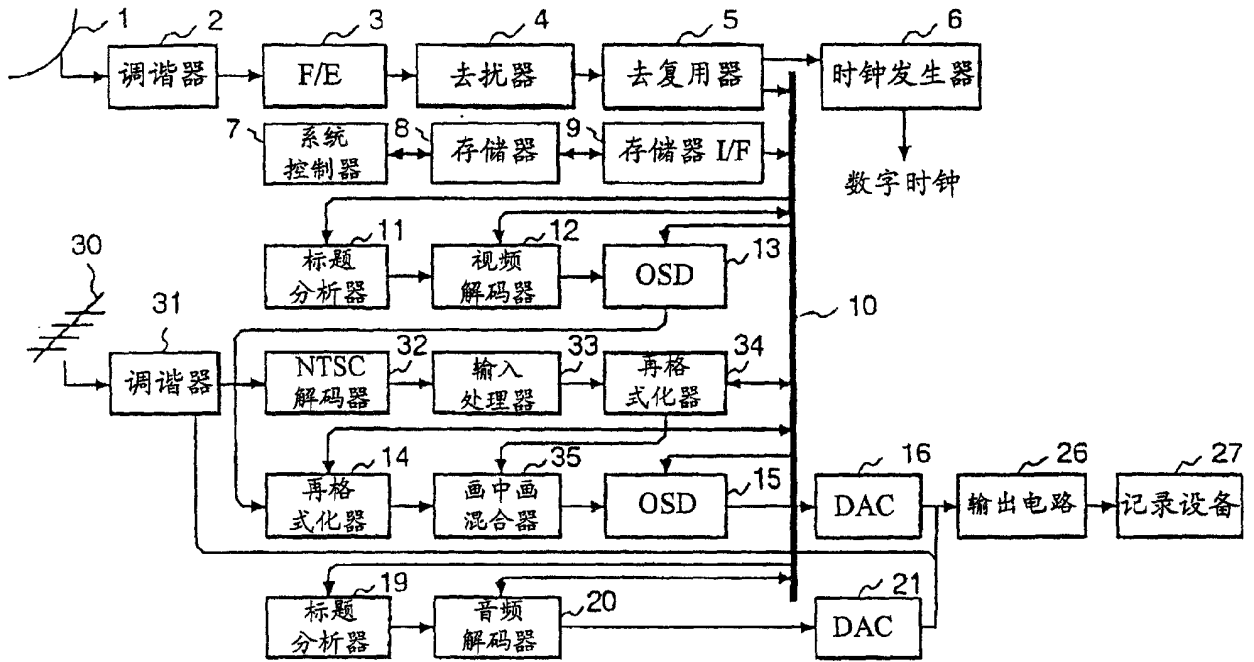 1
2
3
4
5
6
调谐器
F/E
去扰器
去复用器
时钟发生器
7
系统
控制器
8
存储器
9
存储器 I/F
数字时钟
11
12
13
标题
分析器
视频
解码器
OSD
10
30
31
32
33
34
调谐器
NTSC
解码器
输入
处理器
再格
式化器
14
35
15
16
26
27
再格
式化器
画中画
混合器
OSD
DAC
输出电路
记录设备
19
20
21
标题
分析器
音频
解码器
DAC